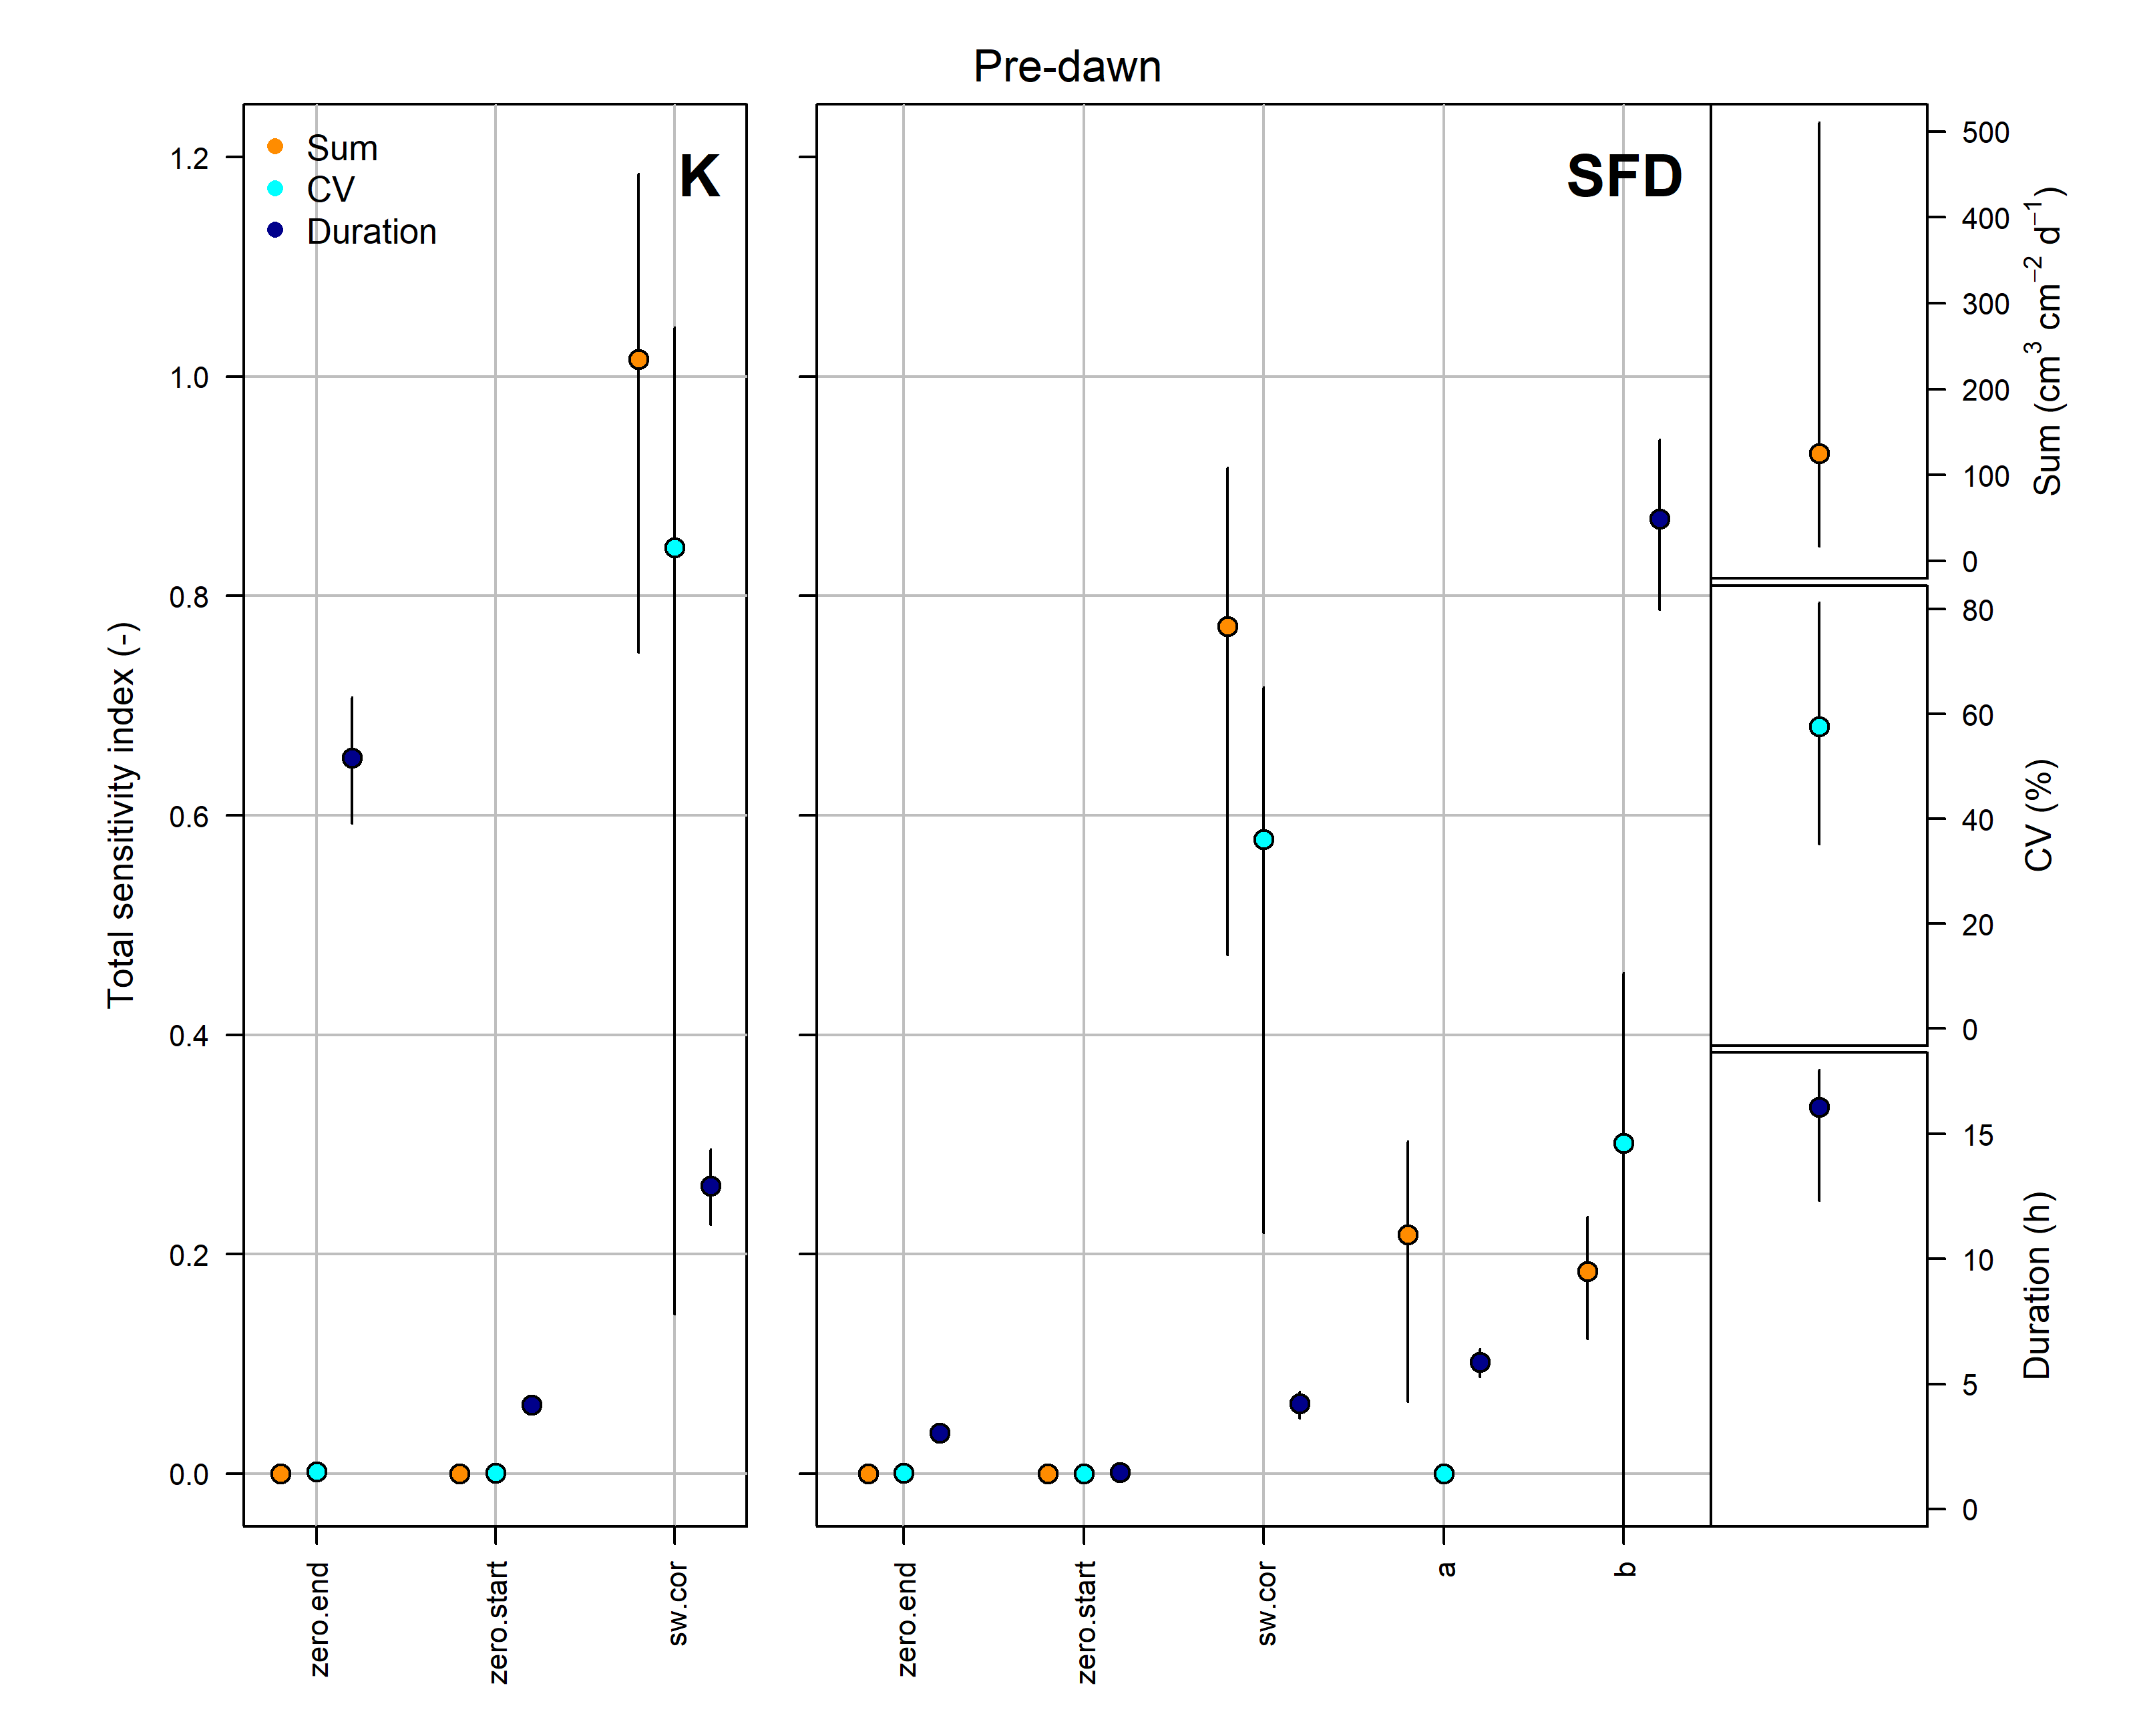 Pre-dawn
Sum
CV
Duration
K
SFD
Total sensitivity index (-)
1.2
1.0
0.8
0.6
0.4
0.2
0.0
zero.end
zero.start
sw.cor
zero.end
zero.start
sw.cor
a
b
500
400
300
200
100
0
Sum (cm³ cm⁻² d⁻¹)
80
60
40
20
0
CV (%)
15
10
5
0
Duration (h)